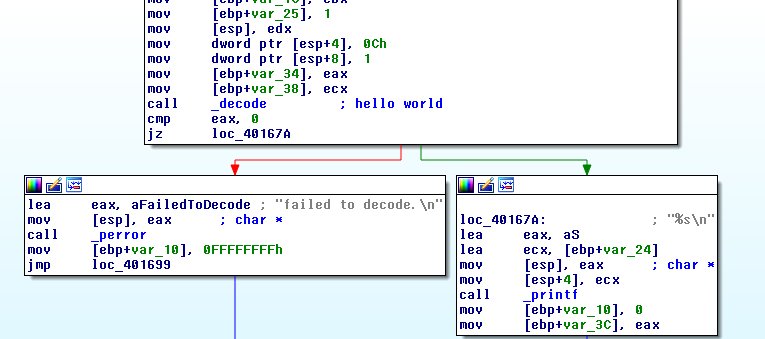 mov [ebp+var_25], 1
mov [esp], edx
mov dword ptr [esp+4], 0Ch
mov dword ptr [esp+8], 1
mov [ebp+var_34], eax
mov [ebp+var_38], ecx
call _decode ; hello world
cmp eax, 0
jz loc_40167A
lea eax, aFailedToDecode ; "failed to decode.\n"
mov [esp], eax ; char *
call _perror
mov [ebp+var_10], 0FFFFFFFFh
jmp loc_401699
loc_40167A: ; "%s\n"
lea eax, aS
lea ecx, [ebp+var_24]
mov [esp], eax ; char *
mov [esp+4], ecx
call _printf
mov [ebp+var_10], 0
mov [ebp+var_3C], eax